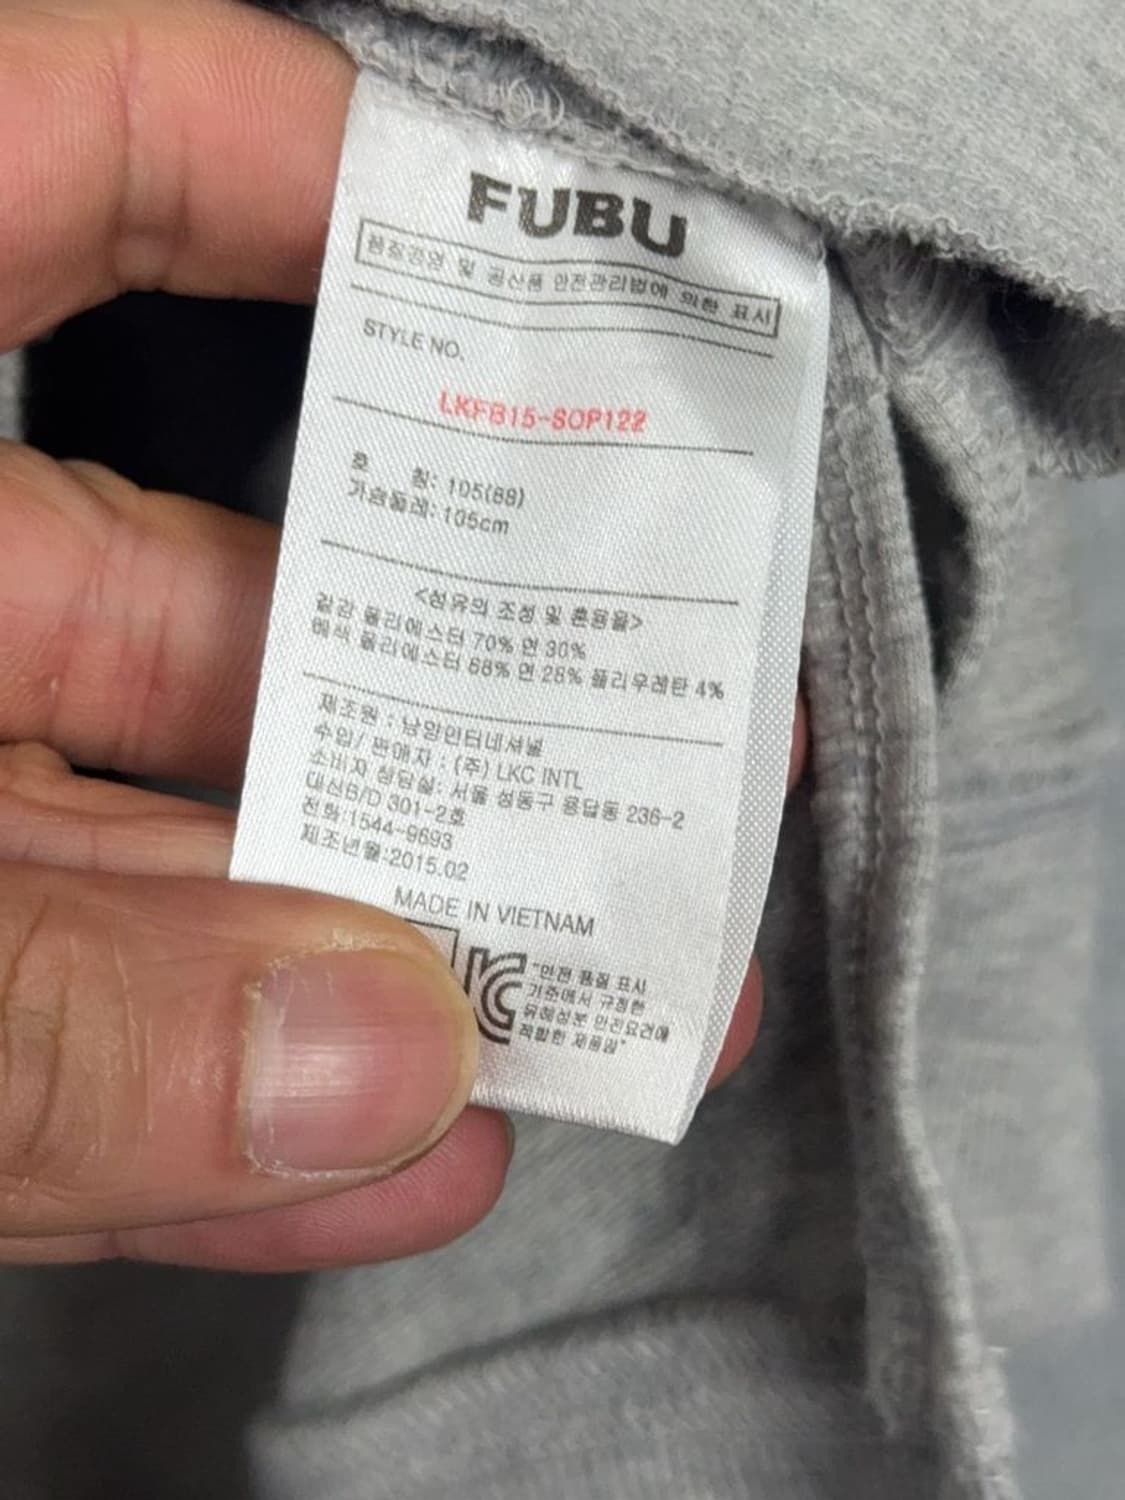 FUBU
품질경영 및 공산품 안전관리법에 의한 표시
STYLE NO.
LKFB15-SOP122
호 칭: 105(88)
가슴둘레: 105cm
<섬유의 조성 및 혼용율>
겉감 폴리에스터 70% 면 30%
배색 폴리에스터 68% 면 28% 폴리우레탄 4%
제조원 : 남양인터네셔널
수입/ 판매자 : (주) LKC INTL
소비자 상담실: 서울 성동구 용답동 236-2
대신B/D 301-2호
전화:1544-9693
제조년월:2015.02
MADE IN VIETNAM
KC
"안전 품질 표시
기준에서 규정한
유해성분 안전요건에
적합한 제품임"